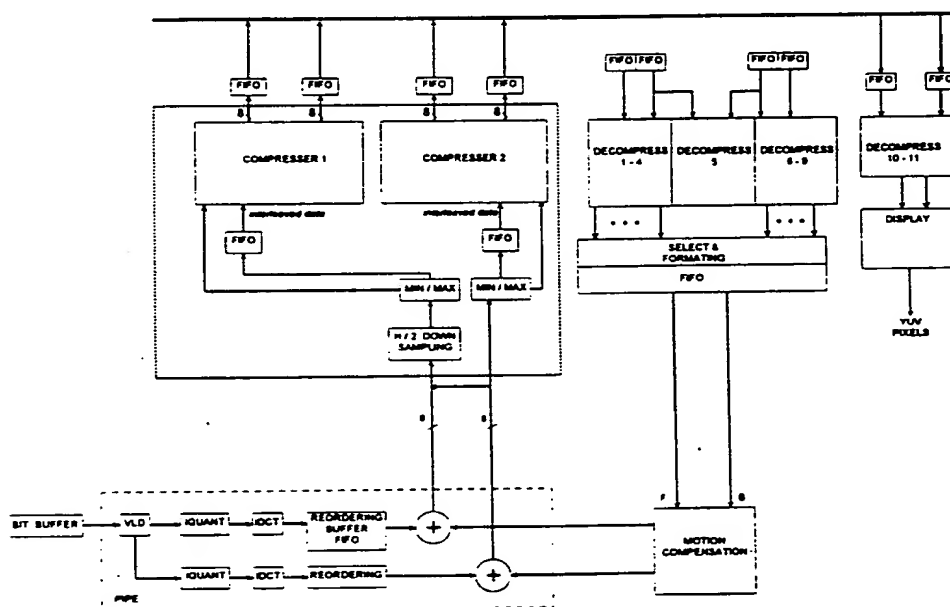 FIFO FIFO FIFO FIFO FIFO FIFO FIFO FIFO FIFO FIFO
8 8 8 8
COMPRESSER 1 COMPRESSER 2
DECOMPRESS 1 - 4
DECOMPRESS 5
DECOMPRESS 6 - 9
DECOMPRESS 10 - 11
interleaved data interleaved data
FIFO FIFO
MIN / MAX MIN / MAX
H / 2 DOWN SAMPLING
SELECT & FORMATING
FIFO
DISPLAY
YUV PIXELS
8 8
F B
BIT BUFFER VLD IQUANT IDCT REORDERING BUFFER FIFO +
MOTION COMPENSATION
IQUANT IDCT REORDERING +
PIPE